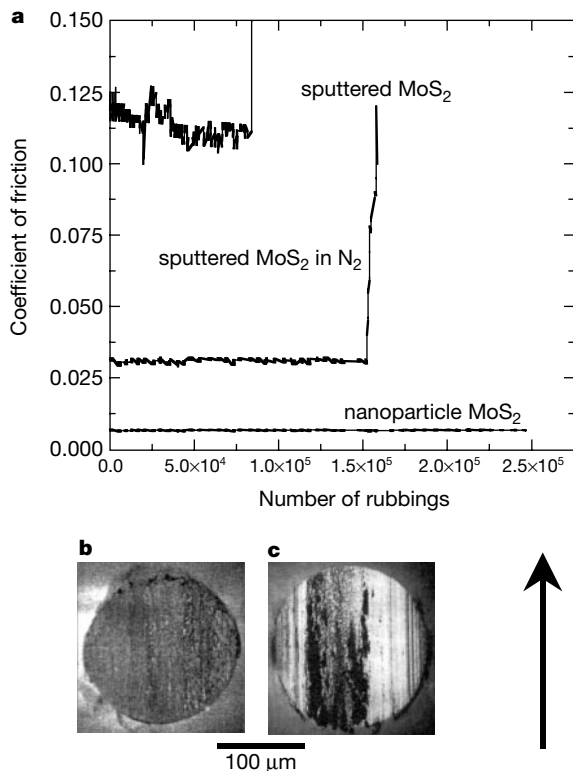 a
0.150
0.125
0.100
0.075
0.050
0.025
0.000
Coefficient of friction
sputtered MoS₂
sputtered MoS₂ in N₂
nanoparticle MoS₂
0.0 5.0×10⁴ 1.0×10⁵ 1.5×10⁵ 2.0×10⁵ 2.5×10⁵
Number of rubbings
b c
100 μm